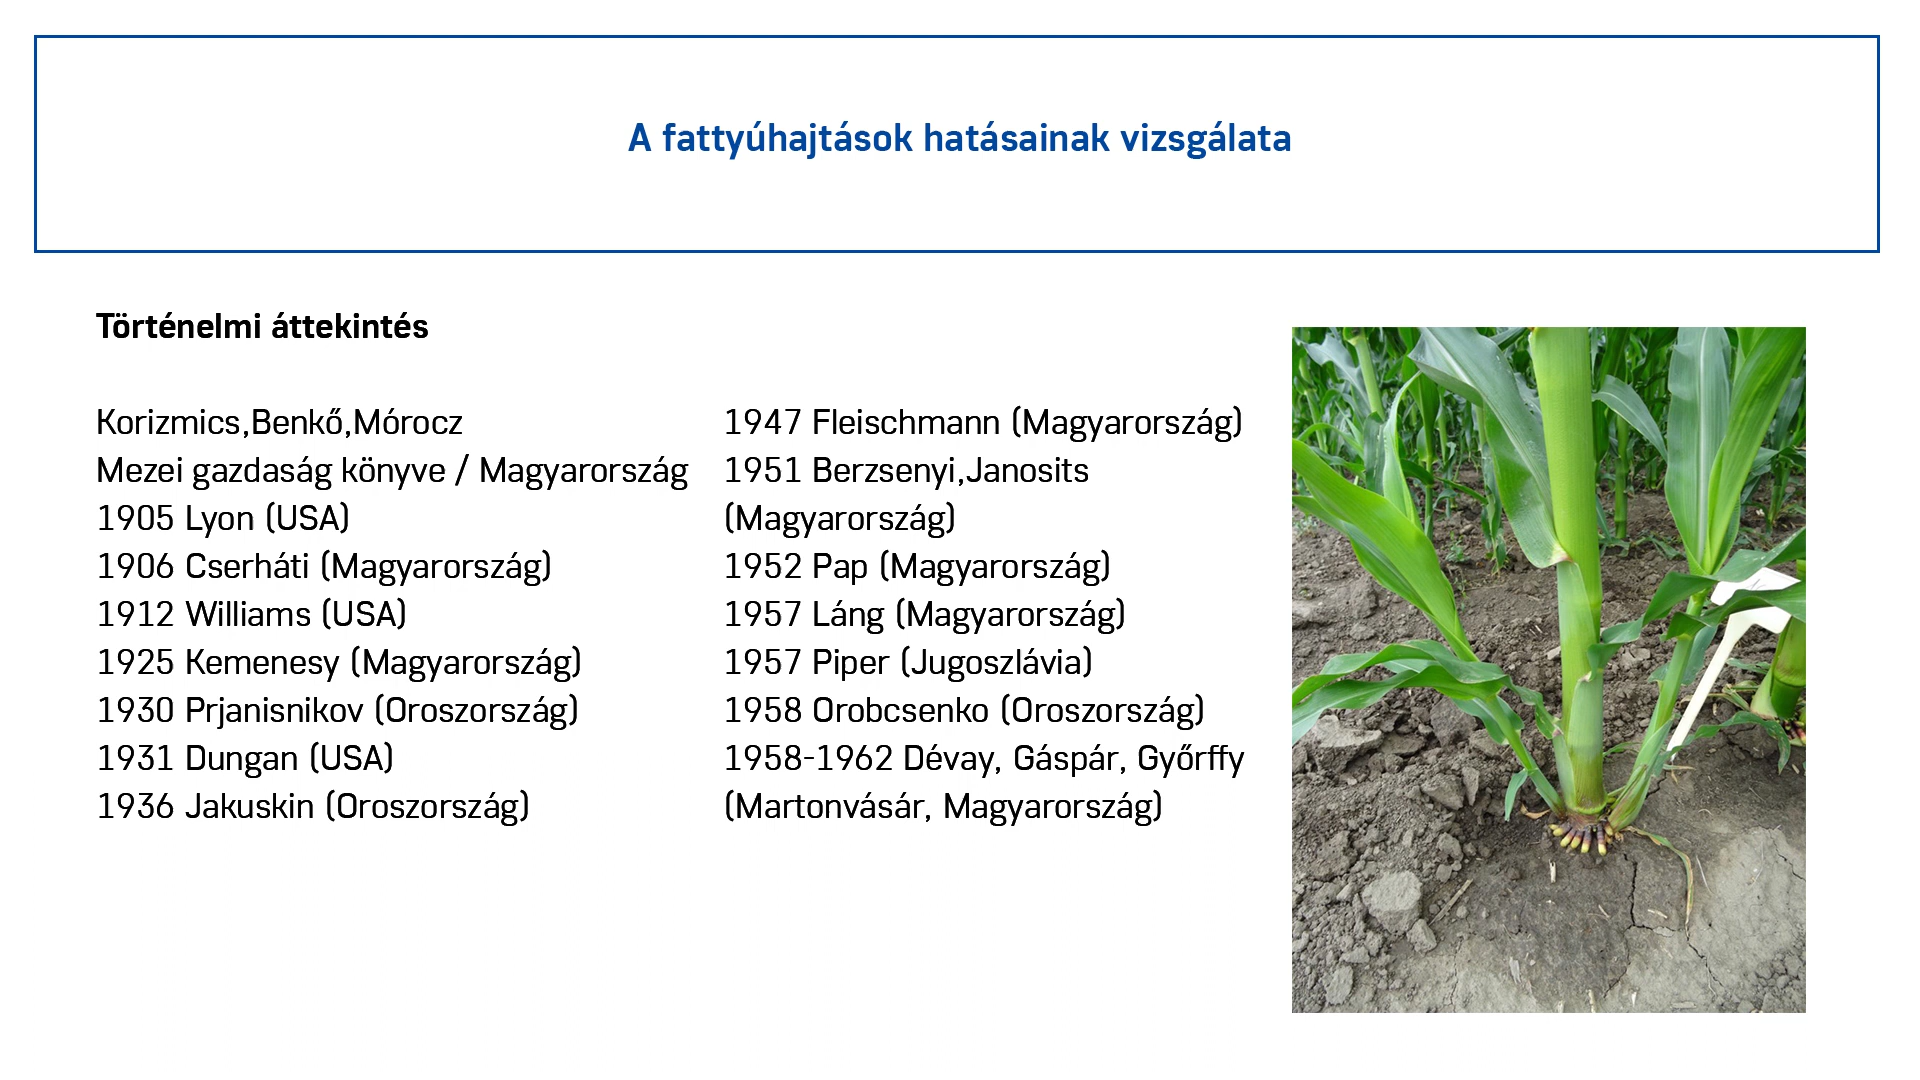 A fattyúhajtások hatásainak vizsgálata
Történelmi áttekintés
Korizmics,Benkő,Mórocz
Mezei gazdaság könyve / Magyarország
1905 Lyon (USA)
1906 Cserháti (Magyarország)
1912 Williams (USA)
1925 Kemenesy (Magyarország)
1930 Prjanisnikov (Oroszország)
1931 Dungan (USA)
1936 Jakuskin (Oroszország)
1947 Fleischmann (Magyarország)
1951 Berzsenyi,Janosits
(Magyarország)
1952 Pap (Magyarország)
1957 Láng (Magyarország)
1957 Piper (Jugoszlávia)
1958 Orobcsenko (Oroszország)
1958-1962 Dévay, Gáspár, Győrffy
(Martonvásár, Magyarország)